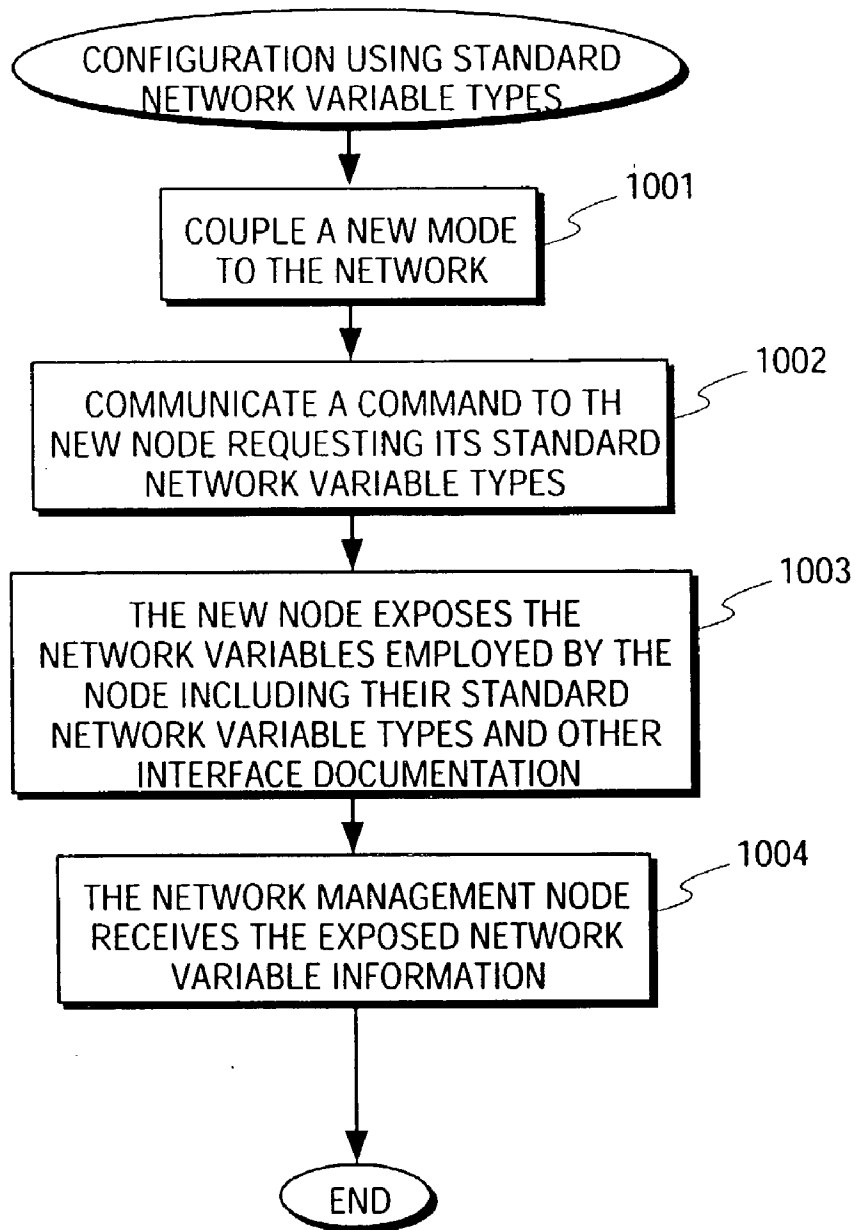 CONFIGURATION USING STANDARD
NETWORK VARIABLE TYPES
1001
COUPLE A NEW MODE
TO THE NETWORK
1002
COMMUNICATE A COMMAND TO TH
NEW NODE REQUESTING ITS STANDARD
NETWORK VARIABLE TYPES
1003
THE NEW NODE EXPOSES THE
NETWORK VARIABLES EMPLOYED BY THE
NODE INCLUDING THEIR STANDARD
NETWORK VARIABLE TYPES AND OTHER
INTERFACE DOCUMENTATION
1004
THE NETWORK MANAGEMENT NODE
RECEIVES THE EXPOSED NETWORK
VARIABLE INFORMATION
END